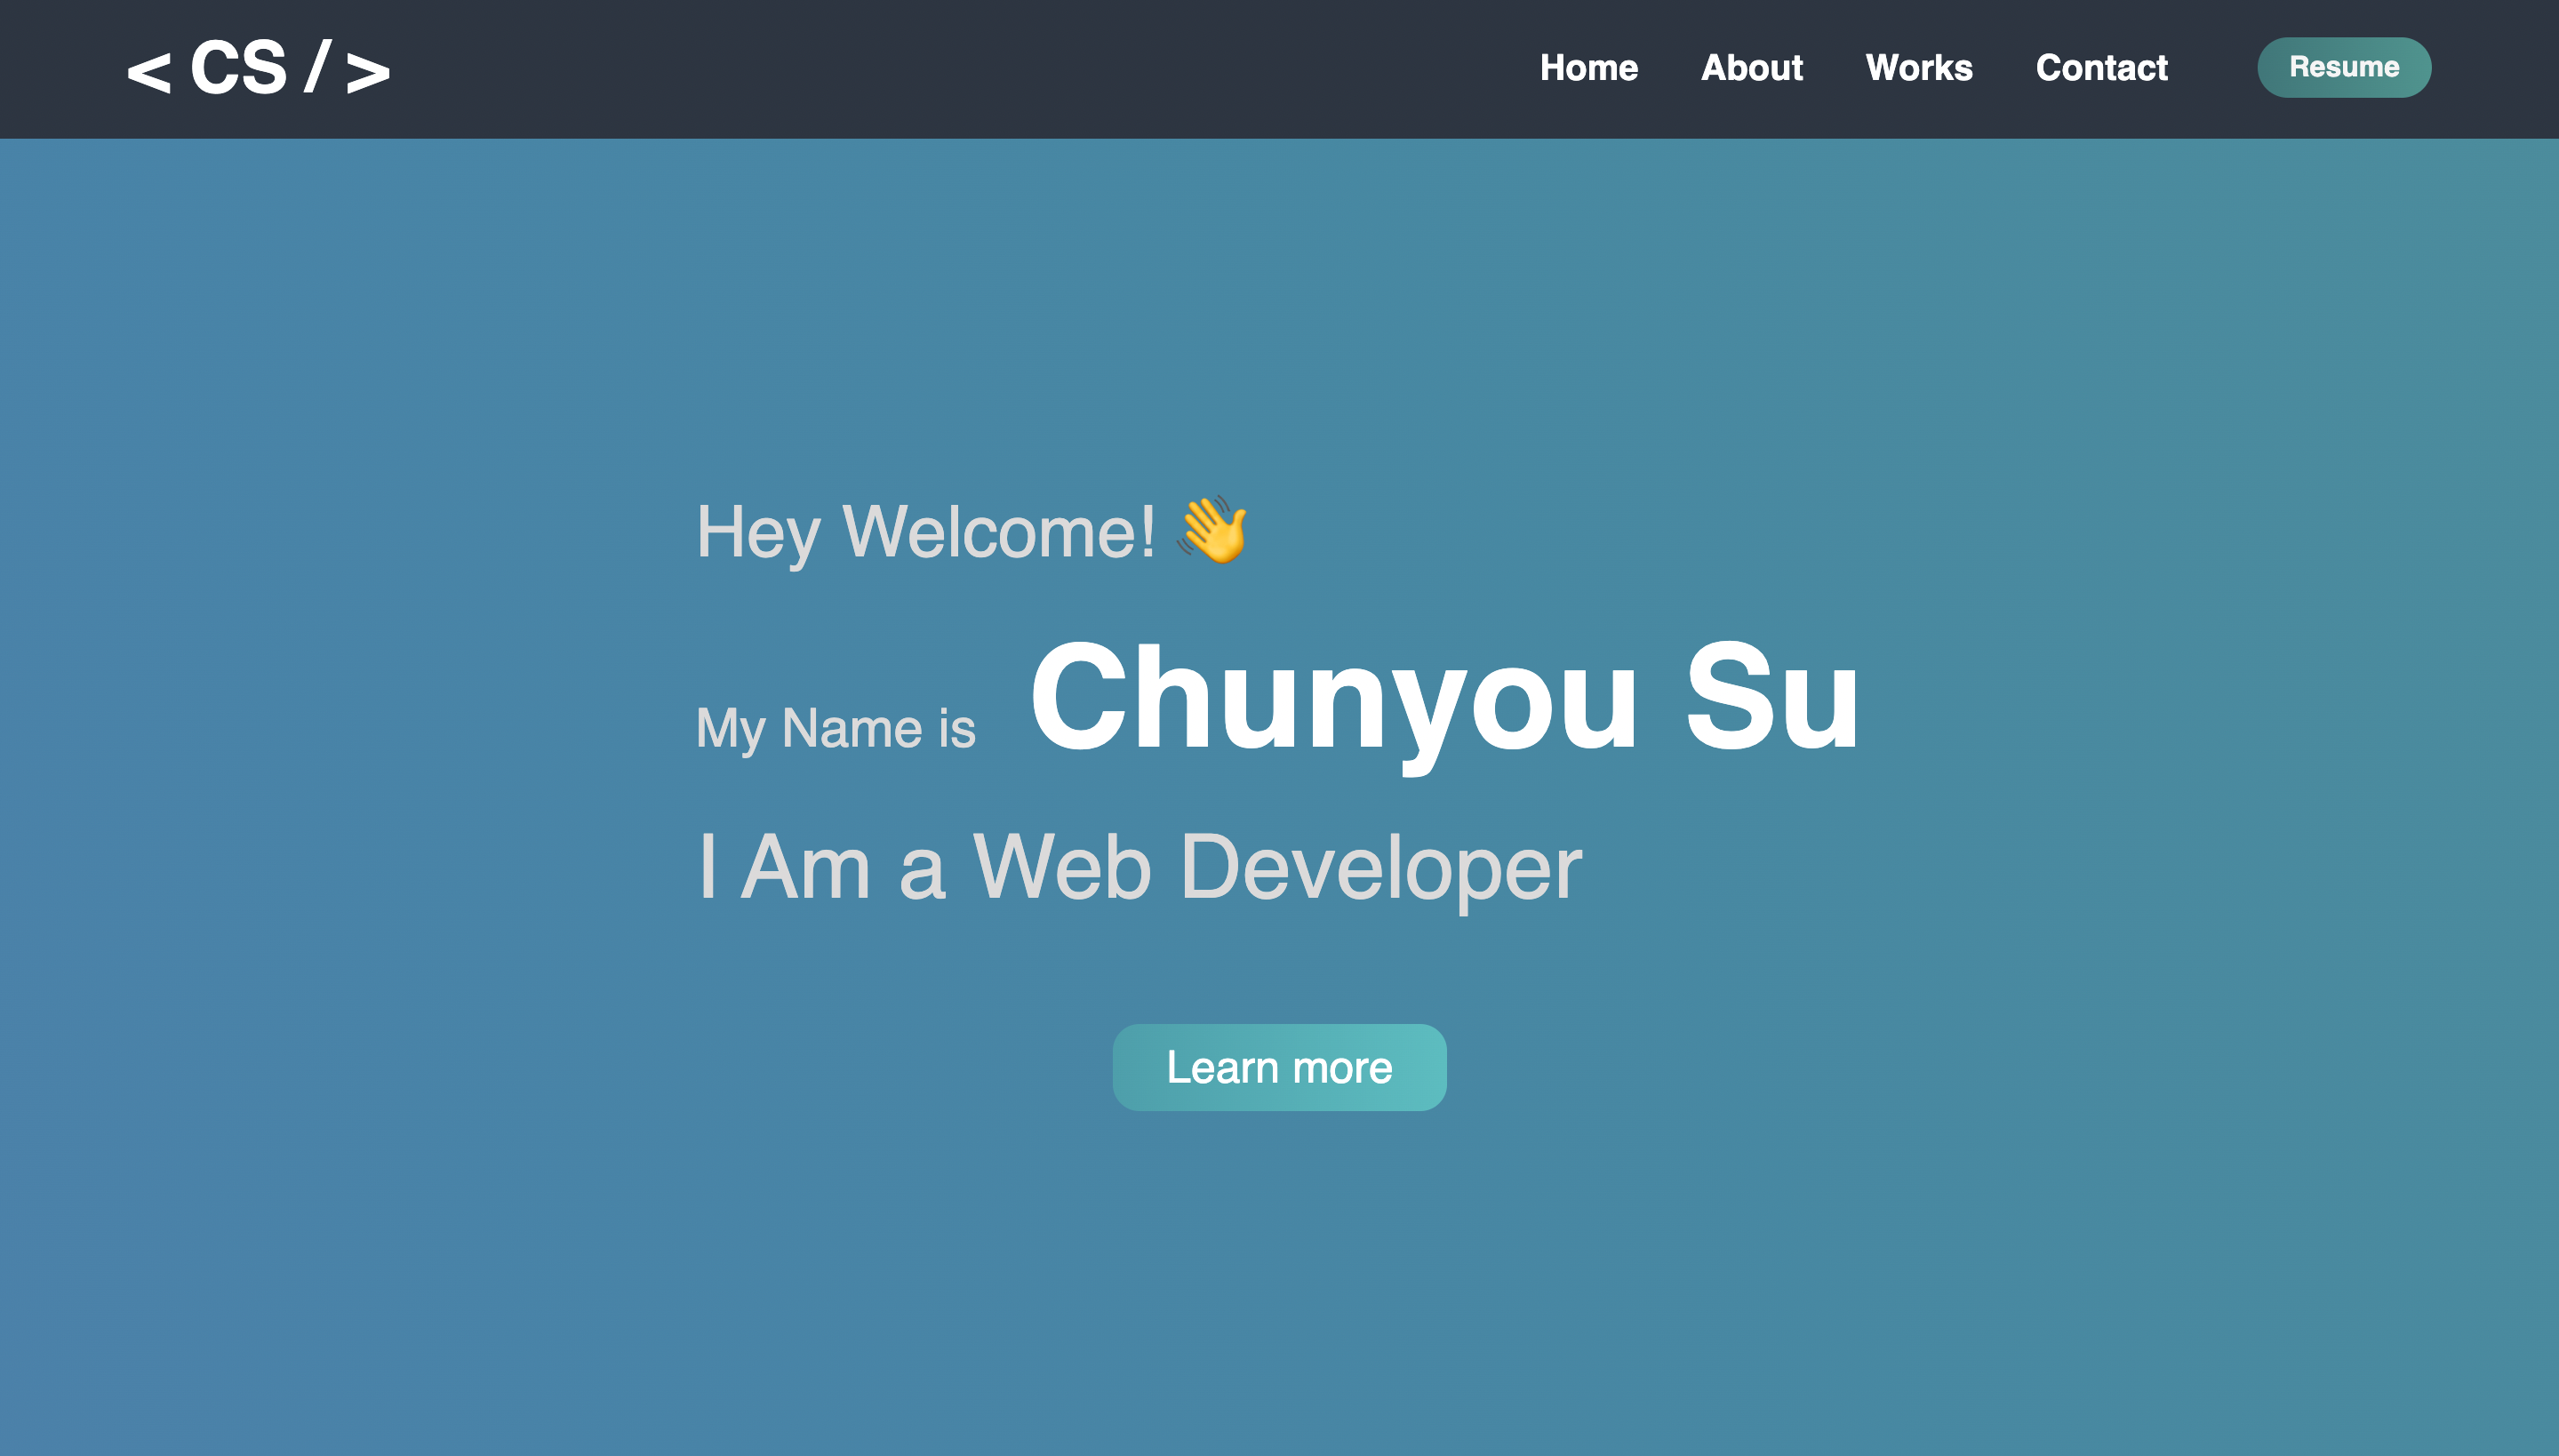 < CS / >
Home About Works Contact Resume
Hey Welcome! 👋
My Name is Chunyou Su
I Am a Web Developer
Learn more